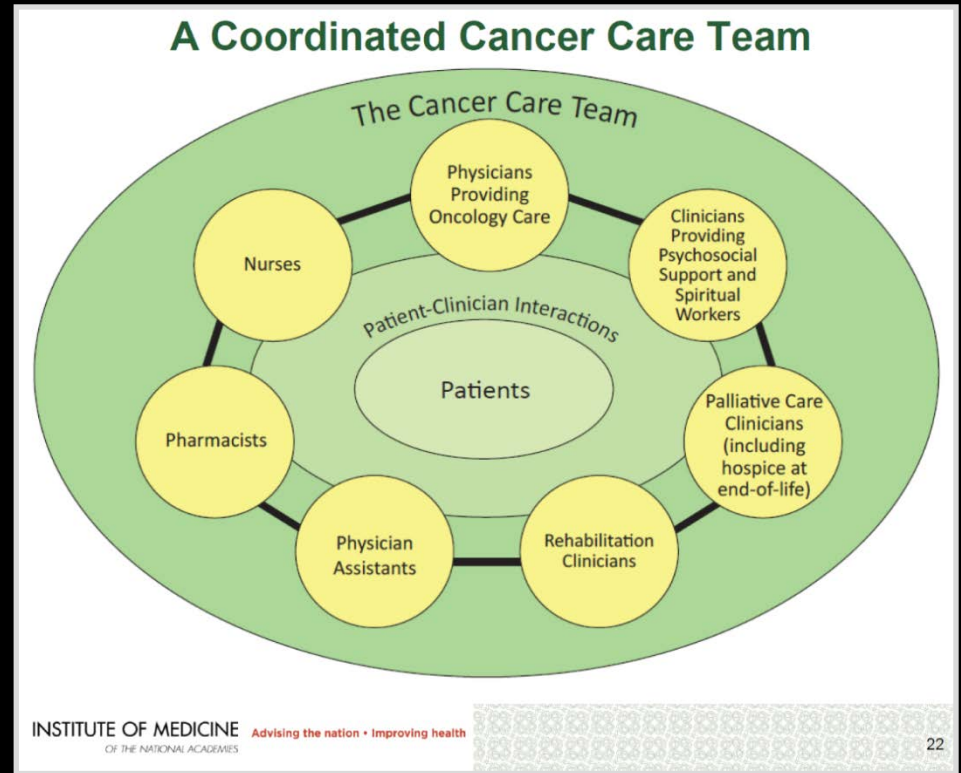 A Coordinated Cancer Care Team
The Cancer Care Team
Physicians
Providing
Oncology Care
Clinicians
Providing
Psychosocial
Support and
Spiritual
Workers
Nurses
Patient-Clinician Interactions
Patients
Palliative Care
Clinicians
(including
hospice at
end-of-life)
Pharmacists
Physician
Assistants
Rehabilitation
Clinicians
INSTITUTE OF MEDICINE
OF THE NATIONAL ACADEMIES
Advising the nation • Improving health
22